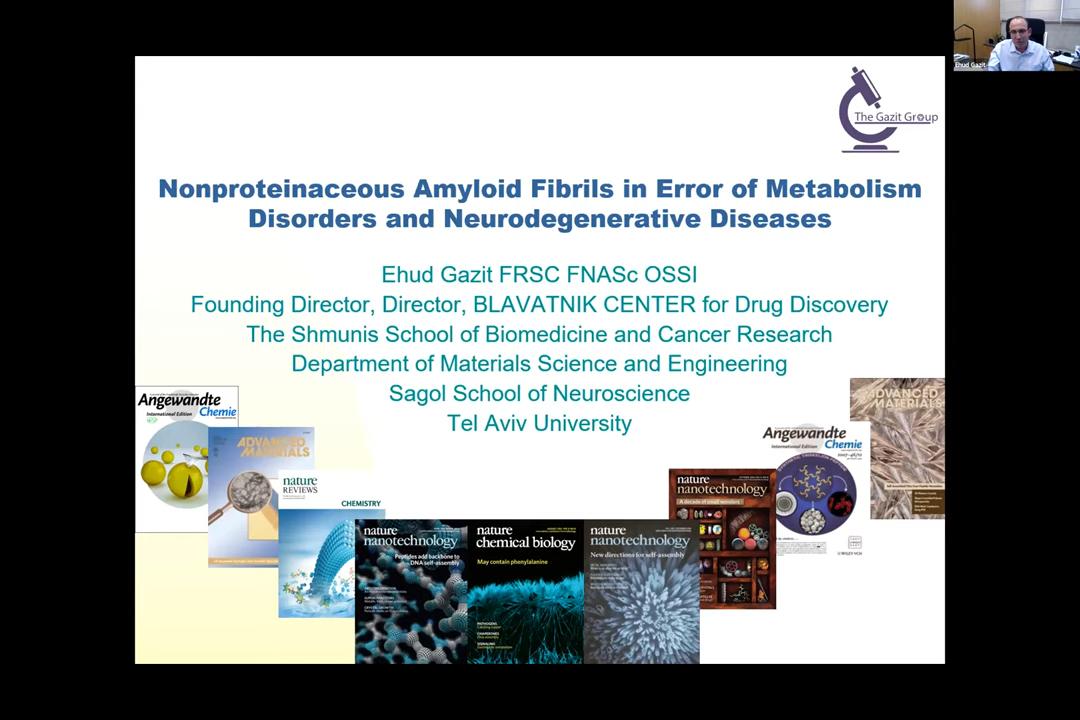 Ehud Gazit
The Gazit Group
Nonproteinaceous Amyloid Fibrils in Error of Metabolism
Disorders and Neurodegenerative Diseases
Ehud Gazit FRSC FNASc OSSI
Founding Director, Director, BLAVATNIK CENTER for Drug Discovery
The Shmunis School of Biomedicine and Cancer Research
Department of Materials Science and Engineering
Sagol School of Neuroscience
Tel Aviv University
Angewandte
International Edition
Chemie
ADVANCED
MATERIALS
nature
REVIEWS
CHEMISTRY
nature
nanotechnology
Peptides add backbone to
DNA self-assembly
nature
chemical biology
May contain phenylalanine
nature
nanotechnology
New directions for self-assembly
nature
nanotechnology
A decade of small wonders
Angewandte
International Edition
Chemie
ADVANCED
MATERIALS